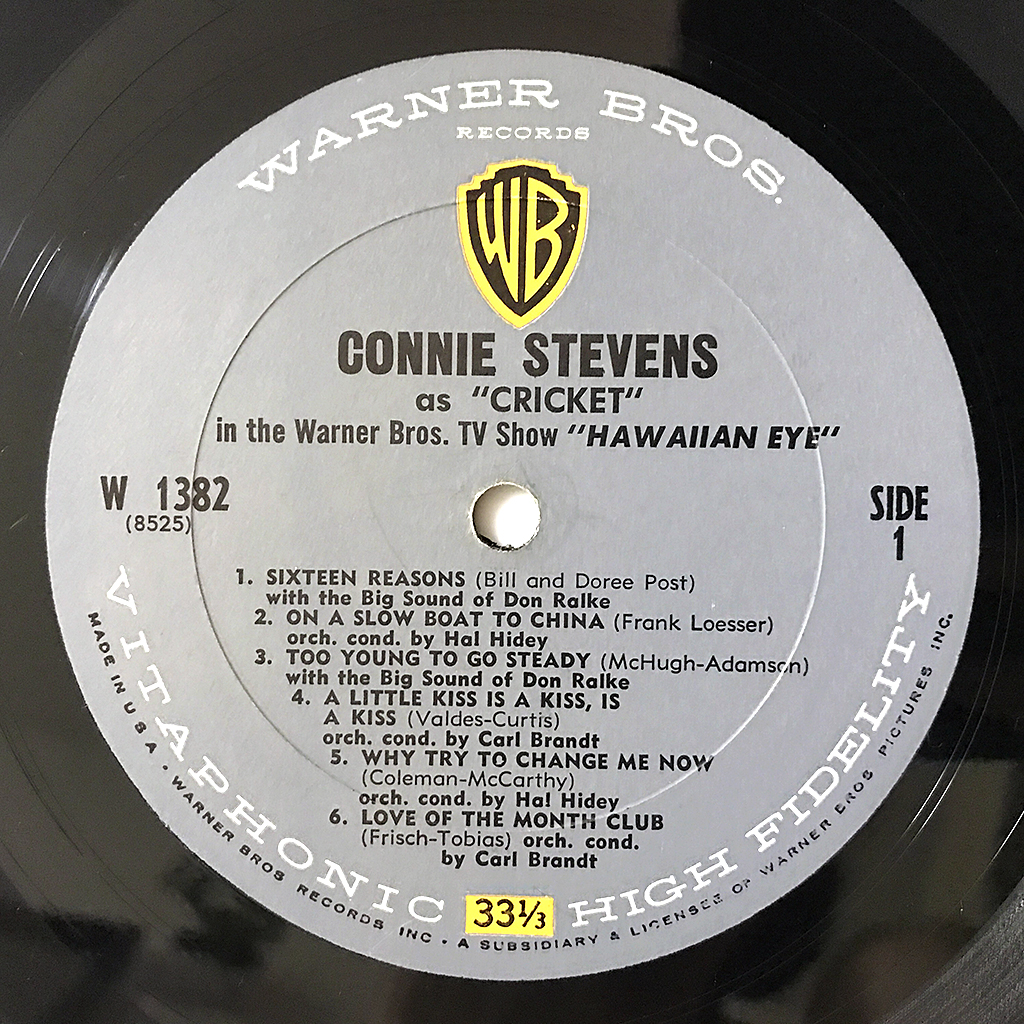 WARNER BROS.
RECORDS
WB
CONNIE STEVENS
as "CRICKET"
in the Warner Bros. TV Show "HAWAIIAN EYE"
W 1382
(8525)
SIDE
1
1. SIXTEEN REASONS (Bill and Doree Post)
with the Big Sound of Don Ralke
2. ON A SLOW BOAT TO CHINA (Frank Loesser)
orch. cond. by Hal Hidey
3. TOO YOUNG TO GO STEADY (McHugh-Adamson)
with the Big Sound of Don Ralke
4. A LITTLE KISS IS A KISS, IS
A KISS (Valdes-Curtis)
orch. cond. by Carl Brandt
5. WHY TRY TO CHANGE ME NOW
(Coleman-McCarthy)
orch. cond. by Hal Hidey
6. LOVE OF THE MONTH CLUB
(Frisch-Tobias) orch. cond.
by Carl Brandt
VITAPHONIC HIGH FIDELITY
33⅓
MADE IN U S A • WARNER BROS RECORDS INC • A SUBSIDIARY & LICENSEE OF WARNER BROS PICTURES INC.